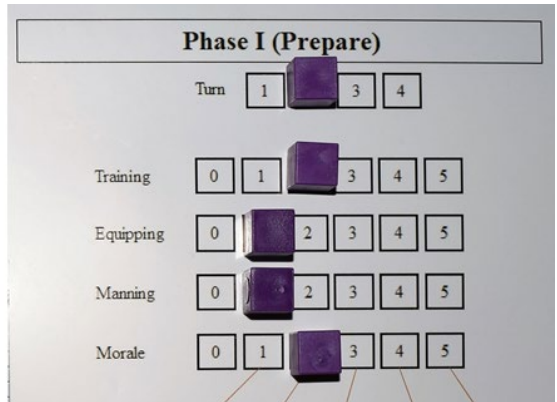 Phase I (Prepare)
Turn 1 3 4
Training 0 1 3 4 5
Equipping 0 2 3 4 5
Manning 0 2 3 4 5
Morale 0 1 3 4 5